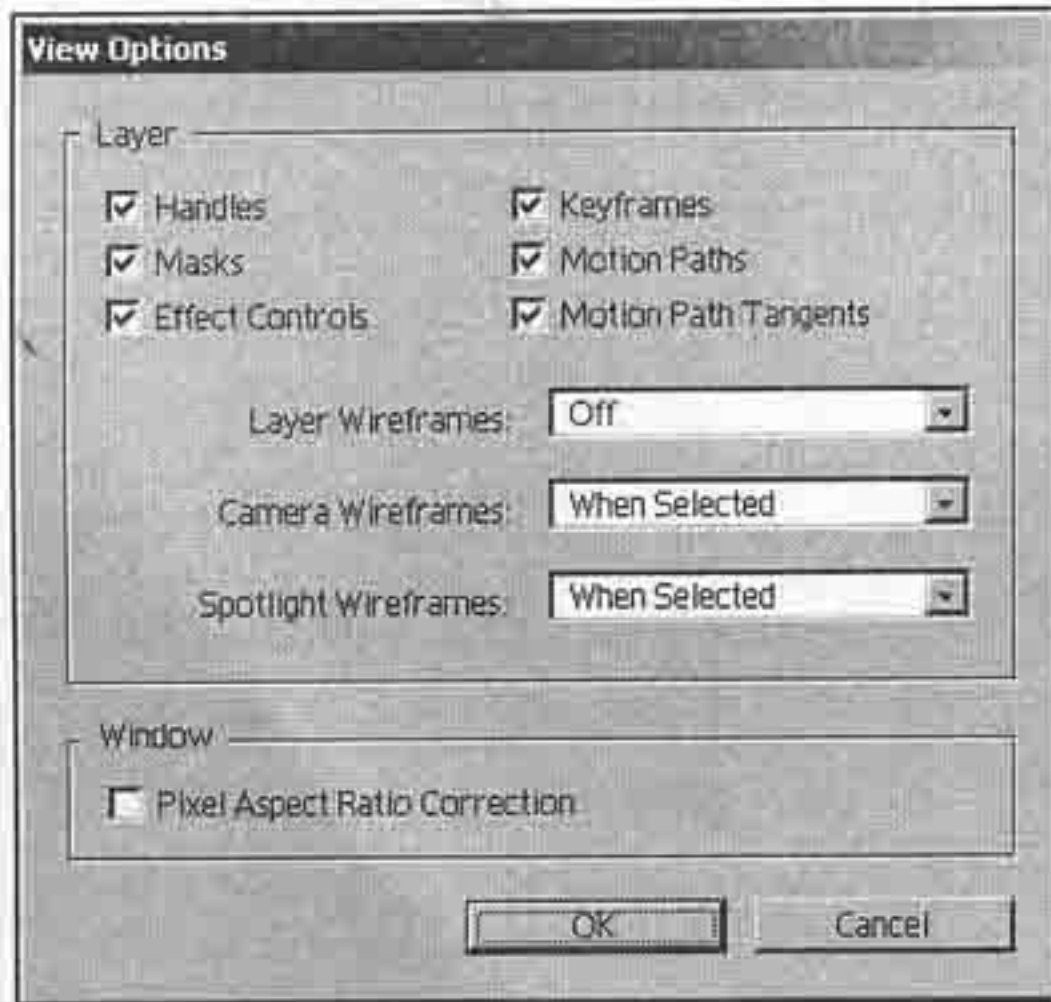 View Options
Layer
Handles
Keyframes
Masks
Motion Paths
Effect Controls
Motion Path Tangents
Layer Wireframes: Off
Camera Wireframes: When Selected
Spotlight Wireframes: When Selected
Window
Pixel Aspect Ratio Correction
OK
Cancel